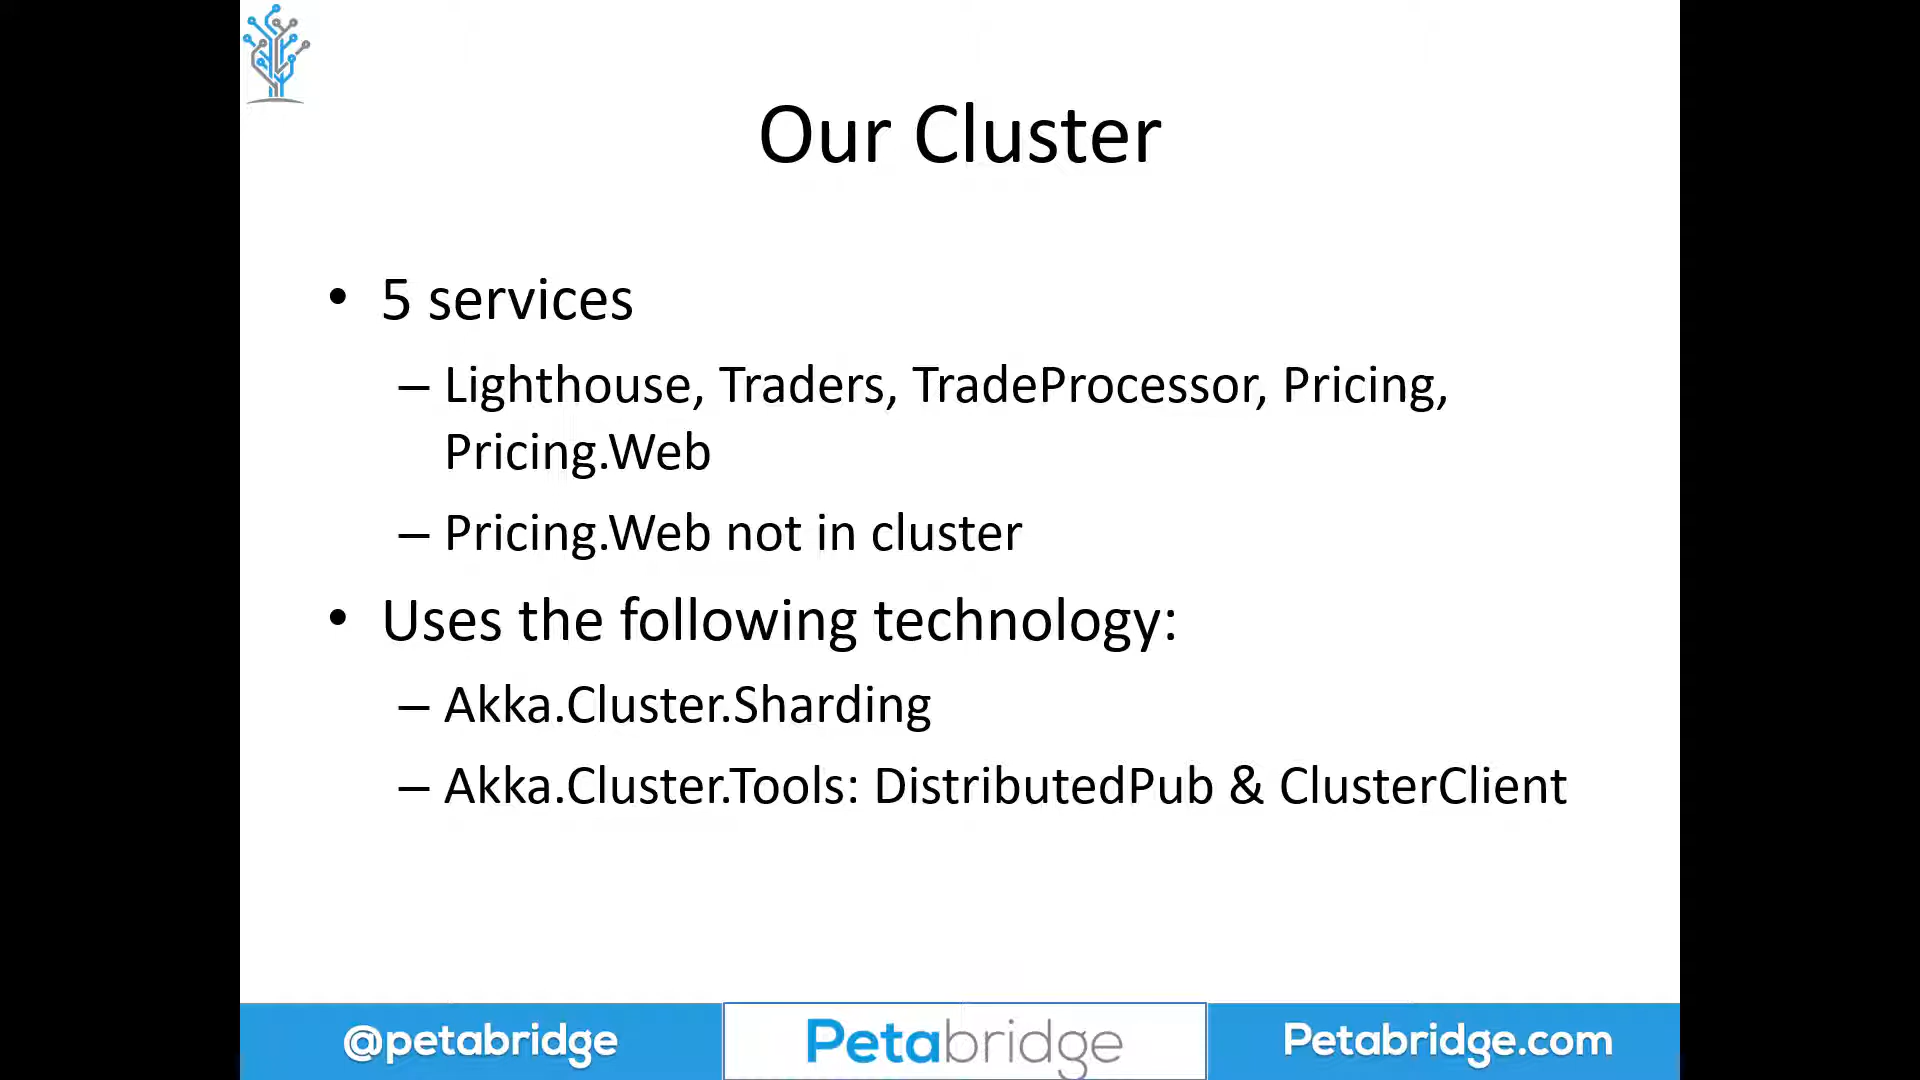 Our Cluster
• 5 services
– Lighthouse, Traders, TradeProcessor, Pricing,
Pricing.Web
– Pricing.Web not in cluster
• Uses the following technology:
– Akka.Cluster.Sharding
– Akka.Cluster.Tools: DistributedPub & ClusterClient
@petabridge
Petabridge
Petabridge.com